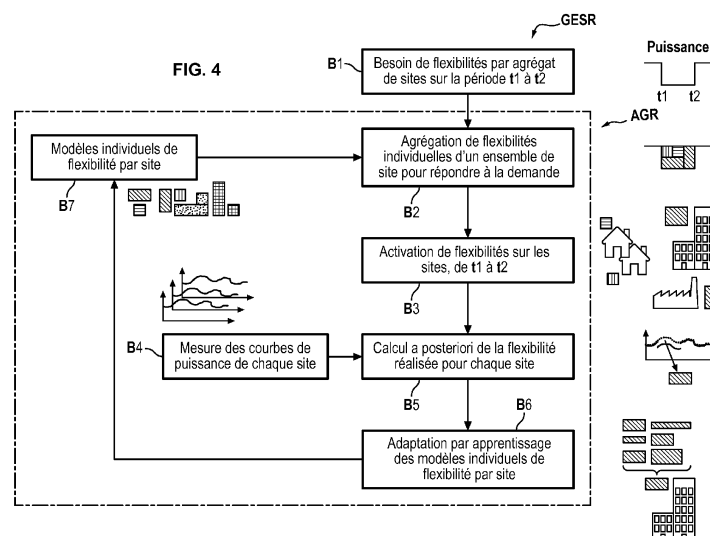 GESR
FIG. 4
B1
Besoin de flexibilités par agrégat
de sites sur la période t1 à t2
Puissance
t1 t2
AGR
Modèles individuels de
flexibilité par site
B7
Agrégation de flexibilités
individuelles d'un ensemble de
site pour répondre à la demande
B2
Activation de flexibilités sur les
sites, de t1 à t2
B3
B4
Mesure des courbes de
puissance de chaque site
Calcul a posteriori de la flexibilité
réalisée pour chaque site
B5
B6
Adaptation par apprentissage
des modèles individuels de
flexibilité par site